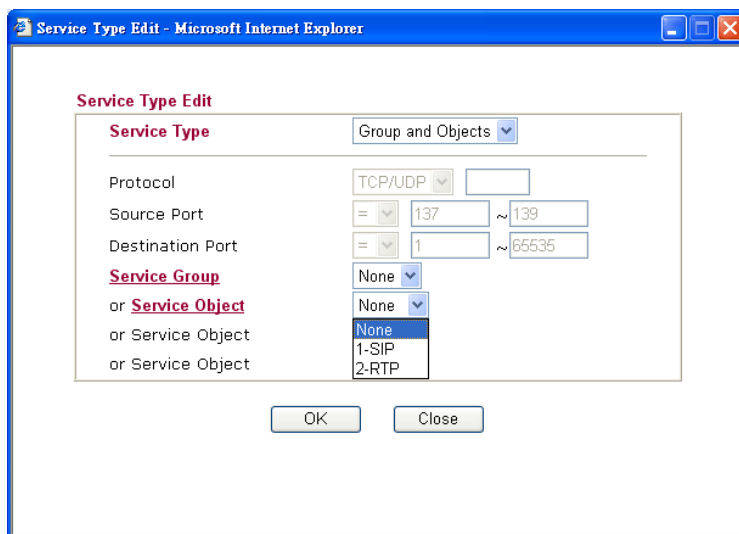 Service Type Edit - Microsoft Internet Explorer
Service Type Edit
Service Type Group and Objects
Protocol TCP/UDP
Source Port = 137 ~ 139
Destination Port = 1 ~ 65535
Service Group None
or Service Object None
or Service Object None
1-SIP
or Service Object 2-RTP
OK Close